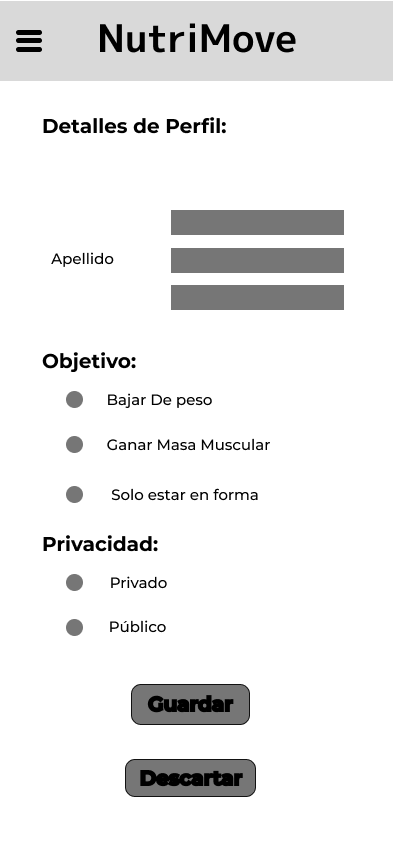 NutriMove
Detalles de Perfil:
Apellido
Objetivo:
Bajar De peso
Ganar Masa Muscular
Solo estar en forma
Privacidad:
Privado
Público
Guardar
Descartar